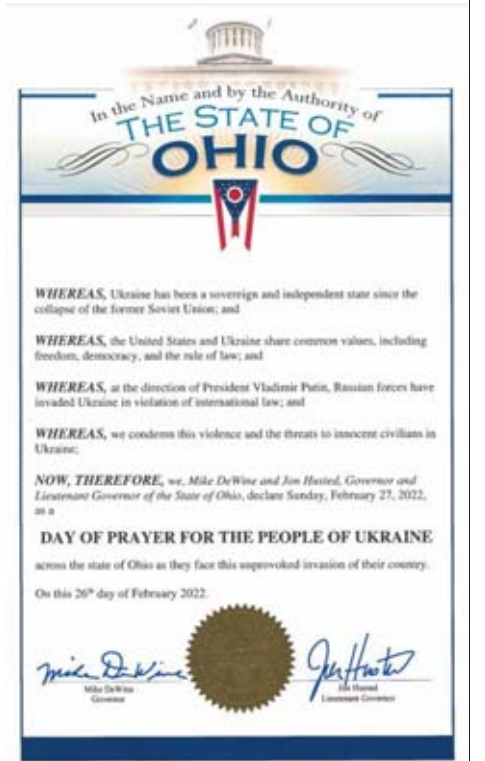 In the Name and by the Authority of
THE STATE OF
OHIO
WHEREAS, Ukraine has been a sovereign and independent state since the
collapse of the former Soviet Union; and
WHEREAS, the United States and Ukraine share common values, including
freedom, democracy, and the rule of law; and
WHEREAS, at the direction of President Vladimir Putin, Russian forces have
invaded Ukraine in violation of international law; and
WHEREAS, we condemn this violence and the threats to innocent civilians in
Ukraine;
NOW, THEREFORE, we, Mike DeWine and Jon Husted, Governor and
Lieutenant Governor of the State of Ohio, declare Sunday, February 27, 2022,
as a
DAY OF PRAYER FOR THE PEOPLE OF UKRAINE
across the state of Ohio as they face this unprovoked invasion of their country.
On this 26th day of February 2022.
Mike DeWine Jon Husted
Mike DeWine Jon Husted
Governor Lieutenant Governor